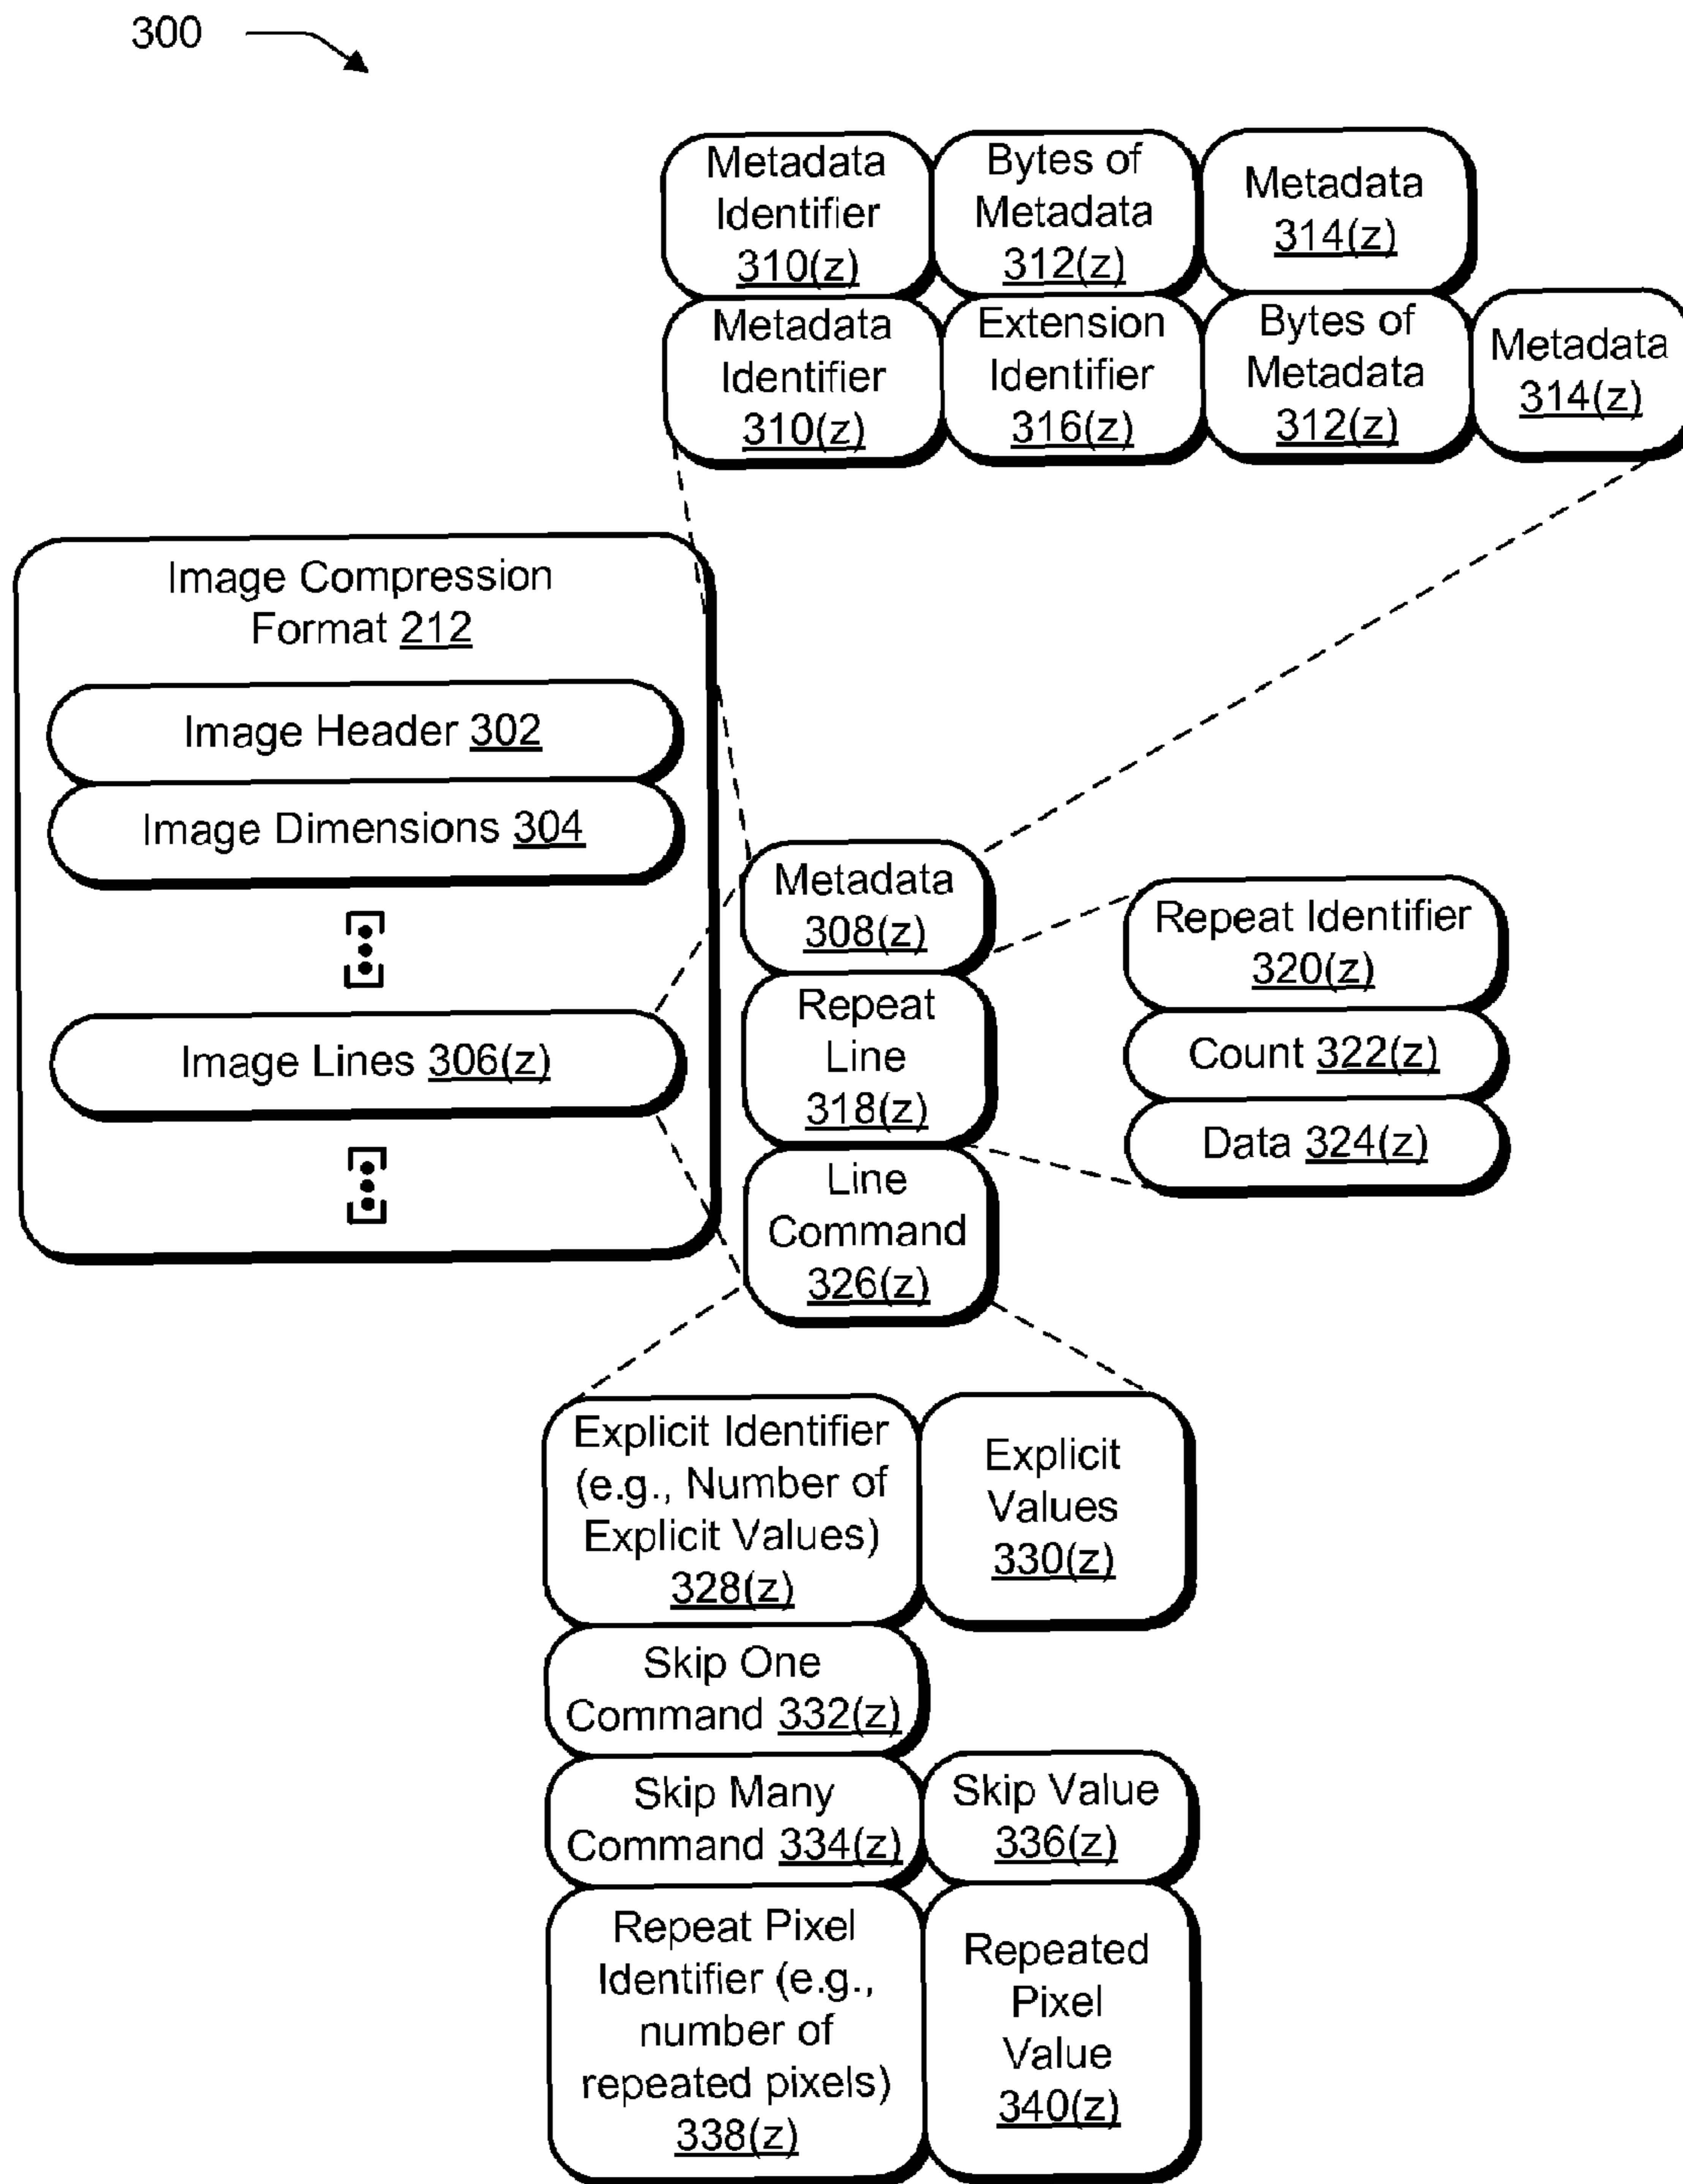 300
Metadata
Identifier
310(z)
Bytes of
Metadata
312(z)
Metadata
314(z)
Metadata
Identifier
310(z)
Extension
Identifier
316(z)
Bytes of
Metadata
312(z)
Metadata
314(z)
Image Compression
Format 212
Image Header 302
Image Dimensions 304
Image Lines 306(z)
Metadata
308(z)
Repeat
Line
318(z)
Line
Command
326(z)
Repeat Identifier
320(z)
Count 322(z)
Data 324(z)
Explicit Identifier
(e.g., Number of
Explicit Values)
328(z)
Explicit
Values
330(z)
Skip One
Command 332(z)
Skip Many
Command 334(z)
Skip Value
336(z)
Repeat Pixel
Identifier (e.g.,
number of
repeated pixels)
338(z)
Repeated
Pixel
Value
340(z)